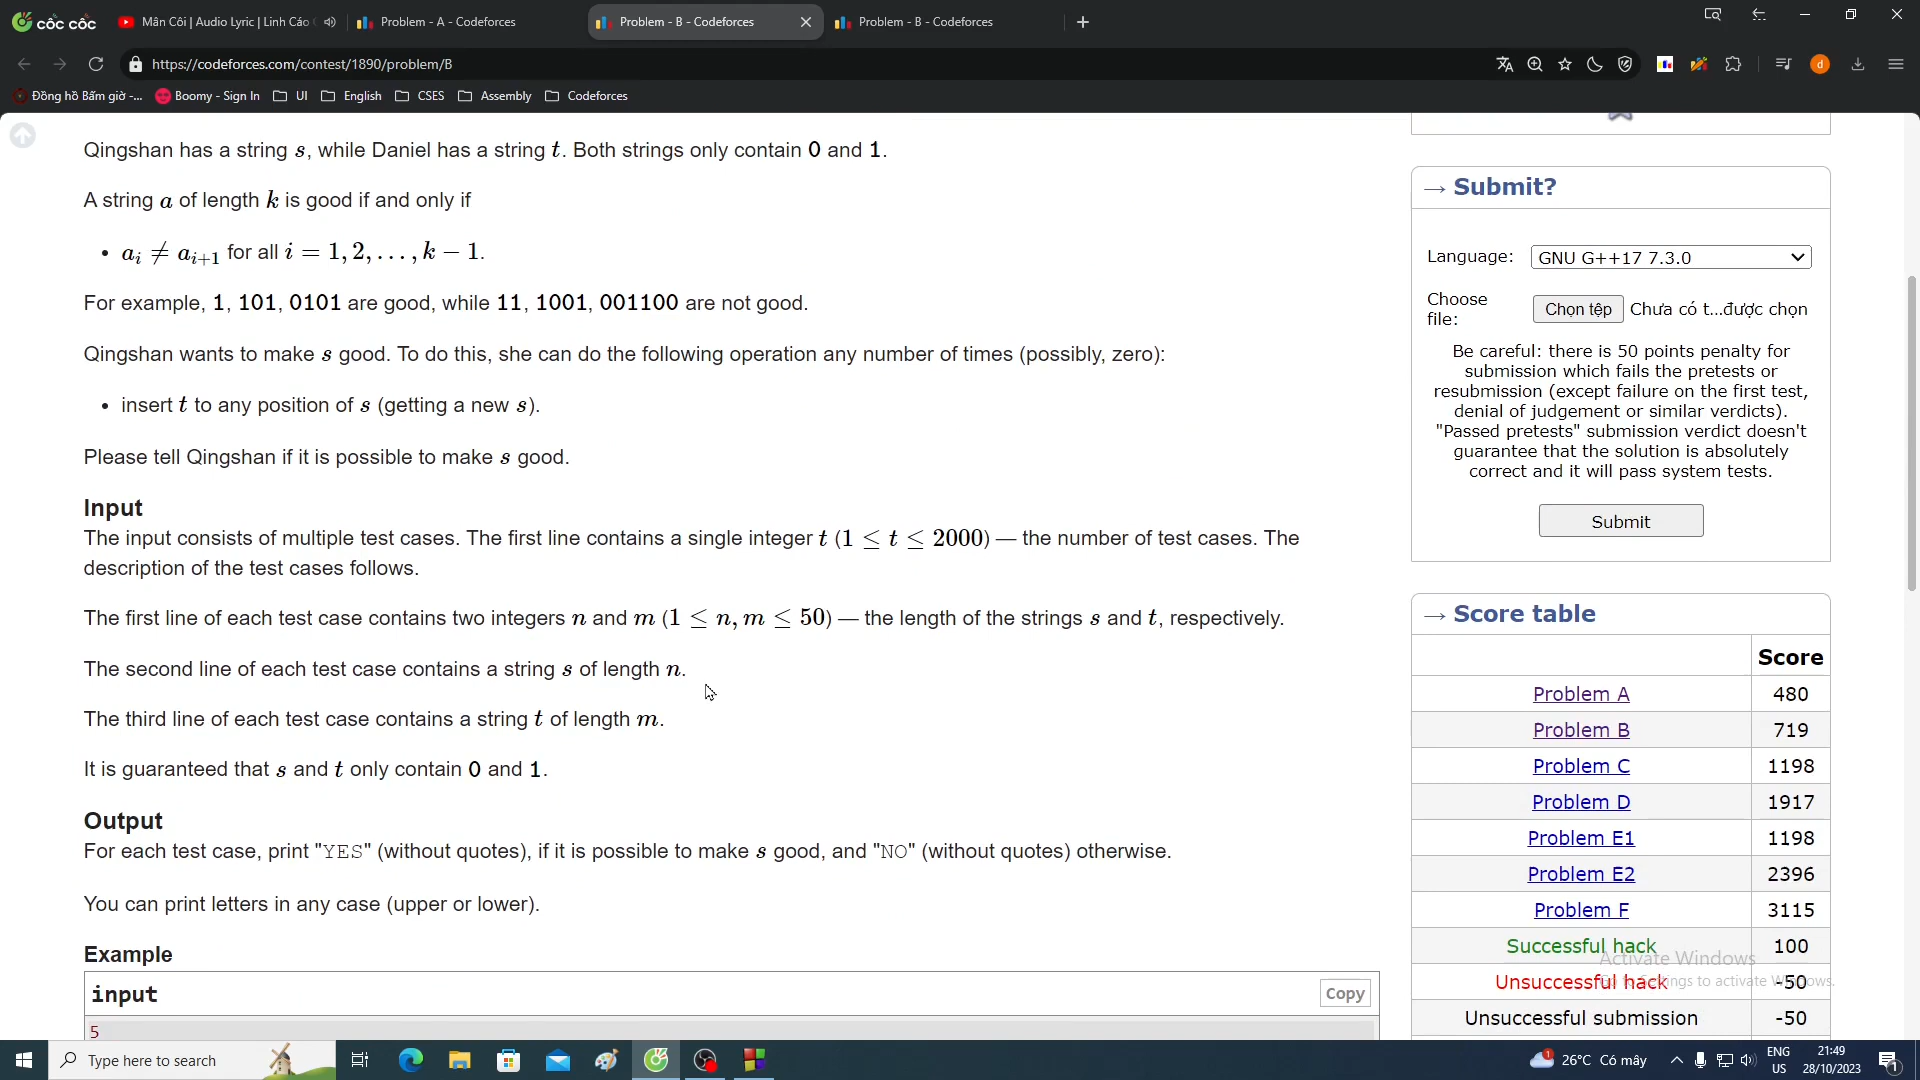 cốc cốc
Mân Côi | Audio Lyric | Linh Cáo
Problem - A - Codeforces
Problem - B - Codeforces
Problem - B - Codeforces
https://codeforces.com/contest/1890/problem/B
d
Đồng hồ Bấm giờ -...
Boomy - Sign In
UI
English
CSES
Assembly
Codeforces
Qingshan has a string s, while Daniel has a string t. Both strings only contain 0 and 1.
A string a of length k is good if and only if
• a_i ≠ a_{i+1} for all i = 1, 2, …, k − 1.
For example, 1, 101, 0101 are good, while 11, 1001, 001100 are not good.
Qingshan wants to make s good. To do this, she can do the following operation any number of times (possibly, zero):
• insert t to any position of s (getting a new s).
Please tell Qingshan if it is possible to make s good.
Input
The input consists of multiple test cases. The first line contains a single integer t (1 ≤ t ≤ 2000) — the number of test cases. The
description of the test cases follows.
The first line of each test case contains two integers n and m (1 ≤ n, m ≤ 50) — the length of the strings s and t, respectively.
The second line of each test case contains a string s of length n.
The third line of each test case contains a string t of length m.
It is guaranteed that s and t only contain 0 and 1.
Output
For each test case, print "YES" (without quotes), if it is possible to make s good, and "NO" (without quotes) otherwise.
You can print letters in any case (upper or lower).
Example
input
Copy
5
→ Submit?
Language:
GNU G++17 7.3.0
Choose
file:
Chọn tệp
Chưa có t...được chọn
Be careful: there is 50 points penalty for
submission which fails the pretests or
resubmission (except failure on the first test,
denial of judgement or similar verdicts).
"Passed pretests" submission verdict doesn't
guarantee that the solution is absolutely
correct and it will pass system tests.
Submit
→ Score table
Score
Problem A 480
Problem B 719
Problem C 1198
Problem D 1917
Problem E1 1198
Problem E2 2396
Problem F 3115
Successful hack 100
Unsuccessful hack -50
Unsuccessful submission -50
Activate Windows
Type here to search
1
26°C Có mây
ENG
US
21:49
28/10/2023
1